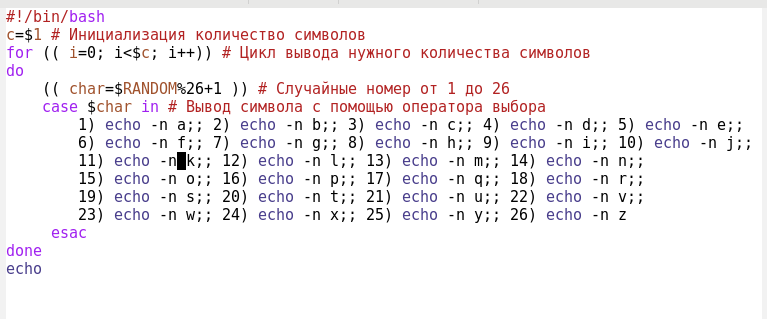 #!/bin/bash
c=$1 # Инициализация количество символов
for (( i=0; i<$c; i++)) # Цикл вывода нужного количества символов
do
    (( char=$RANDOM%26+1 )) # Случайные номер от 1 до 26
    case $char in # Вывод символа с помощью оператора выбора
        1) echo -n a;; 2) echo -n b;; 3) echo -n c;; 4) echo -n d;; 5) echo -n e;;
        6) echo -n f;; 7) echo -n g;; 8) echo -n h;; 9) echo -n i;; 10) echo -n j;;
        11) echo -n k;; 12) echo -n l;; 13) echo -n m;; 14) echo -n n;;
        15) echo -n o;; 16) echo -n p;; 17) echo -n q;; 18) echo -n r;;
        19) echo -n s;; 20) echo -n t;; 21) echo -n u;; 22) echo -n v;;
        23) echo -n w;; 24) echo -n x;; 25) echo -n y;; 26) echo -n z
     esac
done
echo